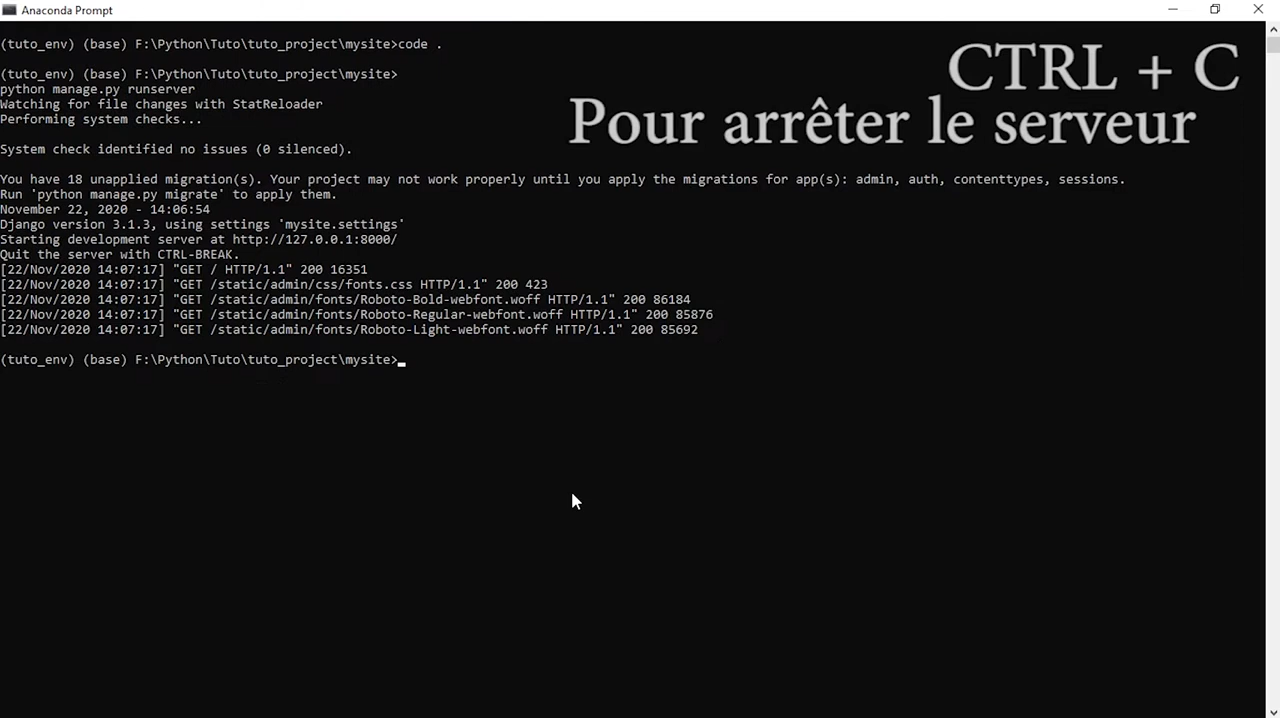 Anaconda Prompt
(tuto_env) (base) F:\Python\Tuto\tuto_project\mysite>code .
CTRL + C
Pour arrêter le serveur
(tuto_env) (base) F:\Python\Tuto\tuto_project\mysite>
python manage.py runserver
Watching for file changes with StatReloader
Performing system checks...
System check identified no issues (0 silenced).
You have 18 unapplied migration(s). Your project may not work properly until you apply the migrations for app(s): admin, auth, contenttypes, sessions.
Run 'python manage.py migrate' to apply them.
November 22, 2020 - 14:06:54
Django version 3.1.3, using settings 'mysite.settings'
Starting development server at http://127.0.0.1:8000/
Quit the server with CTRL-BREAK.
[22/Nov/2020 14:07:17] "GET / HTTP/1.1" 200 16351
[22/Nov/2020 14:07:17] "GET /static/admin/css/fonts.css HTTP/1.1" 200 423
[22/Nov/2020 14:07:17] "GET /static/admin/fonts/Roboto-Bold-webfont.woff HTTP/1.1" 200 86184
[22/Nov/2020 14:07:17] "GET /static/admin/fonts/Roboto-Regular-webfont.woff HTTP/1.1" 200 85876
[22/Nov/2020 14:07:17] "GET /static/admin/fonts/Roboto-Light-webfont.woff HTTP/1.1" 200 85692
(tuto_env) (base) F:\Python\Tuto\tuto_project\mysite>